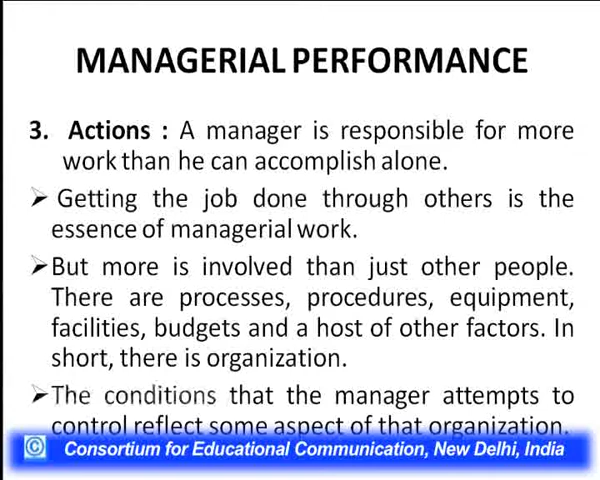 MANAGERIAL PERFORMANCE
3. Actions : A manager is responsible for more
work than he can accomplish alone.
➢ Getting the job done through others is the
essence of managerial work.
➢ But more is involved than just other people.
There are processes, procedures, equipment,
facilities, budgets and a host of other factors. In
short, there is organization.
➢ The conditions that the manager attempts to
control reflect some aspect of that organization.
© Consortium for Educational Communication, New Delhi, India